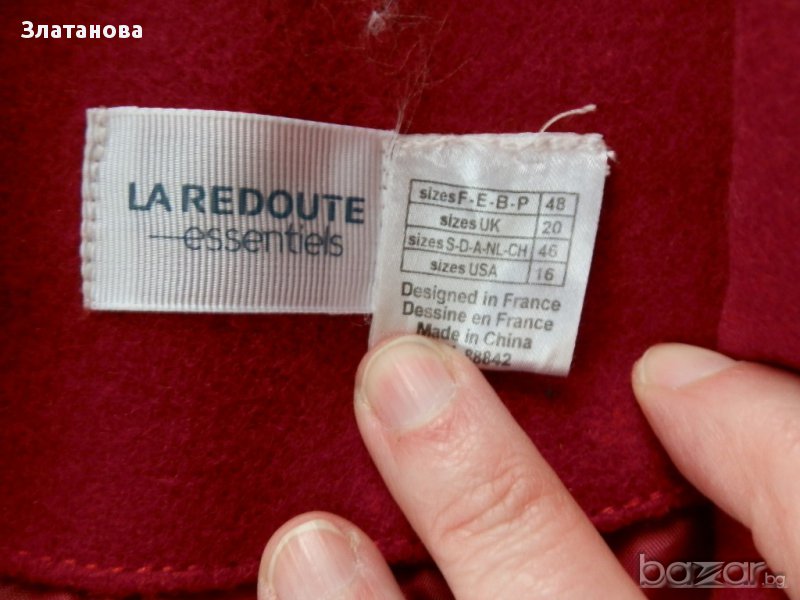 Златанова
LA REDOUTE
essentiels
sizes F-E-B-P 48
sizes UK 20
sizes S-D-A-NL-CH 46
sizes USA 16
Designed in France
Dessine en France
Made in China
88842
bazar.bg